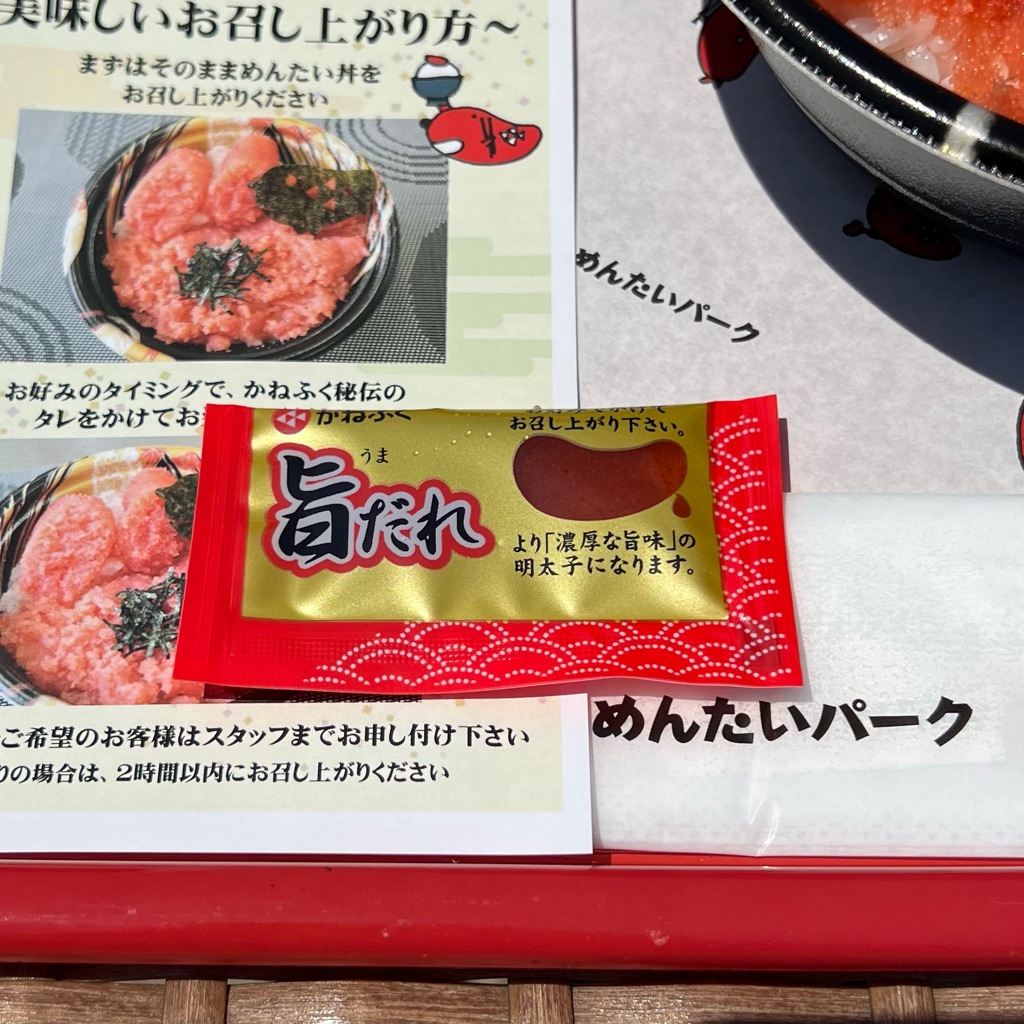 美味しいお召し上がり方～
まずはそのままめんたい丼を
お召し上がりください
めんたいパーク
お好みのタイミングで、かねふく秘伝の
タレをかけてお
かねふく
お召し上がり下さい。
うま
旨だれ
より「濃厚な旨味」の
明太子になります。
めんたいパーク
ご希望のお客様はスタッフまでお申し付け下さい
の場合は、2時間以内にお召し上がりください